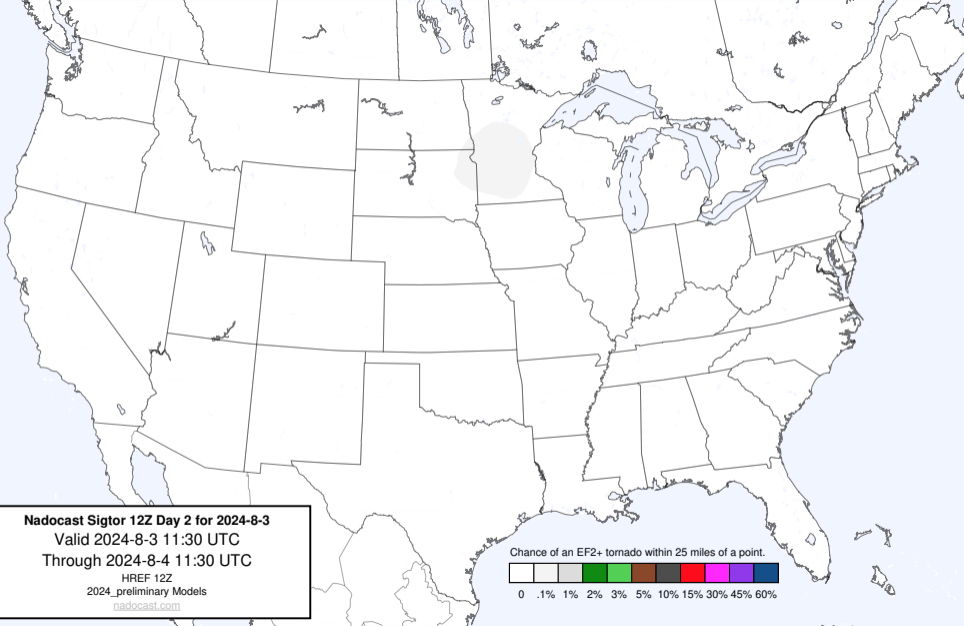 Nadocast Sigtor 12Z Day 2 for 2024-8-3
Valid 2024-8-3 11:30 UTC
Through 2024-8-4 11:30 UTC
HREF 12Z
2024_preliminary Models
nadocast.com
Chance of an EF2+ tornado within 25 miles of a point.
0 .1% 1% 2% 3% 5% 10% 15% 30% 45% 60%